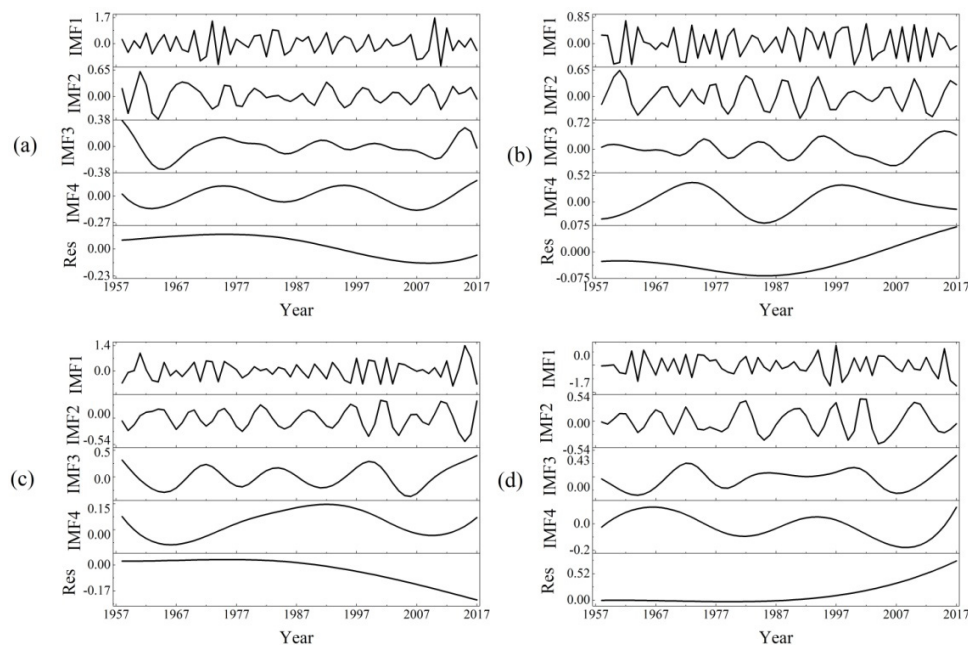 (a)
IMF1
1.7
0.0
IMF2
0.65
0.00
IMF3
0.38
0.00
-0.38
IMF4
0.00
-0.27
Res
0.00
-0.23
1957 1967 1977 1987 1997 2007 2017
Year
(b)
IMF1
0.85
0.00
IMF2
0.65
0.00
IMF3
0.72
0.00
IMF4
0.52
0.00
Res
0.075
0.000
-0.075
1957 1967 1977 1987 1997 2007 2017
Year
(c)
IMF1
1.4
0.0
IMF2
0.00
-0.54
IMF3
0.5
0.0
IMF4
0.15
0.00
Res
0.00
-0.17
1957 1967 1977 1987 1997 2007 2017
Year
(d)
IMF1
0.0
-1.7
IMF2
0.54
0.00
-0.54
IMF3
0.43
0.00
IMF4
0.0
-0.2
Res
0.52
0.00
1957 1967 1977 1987 1997 2007 2017
Year